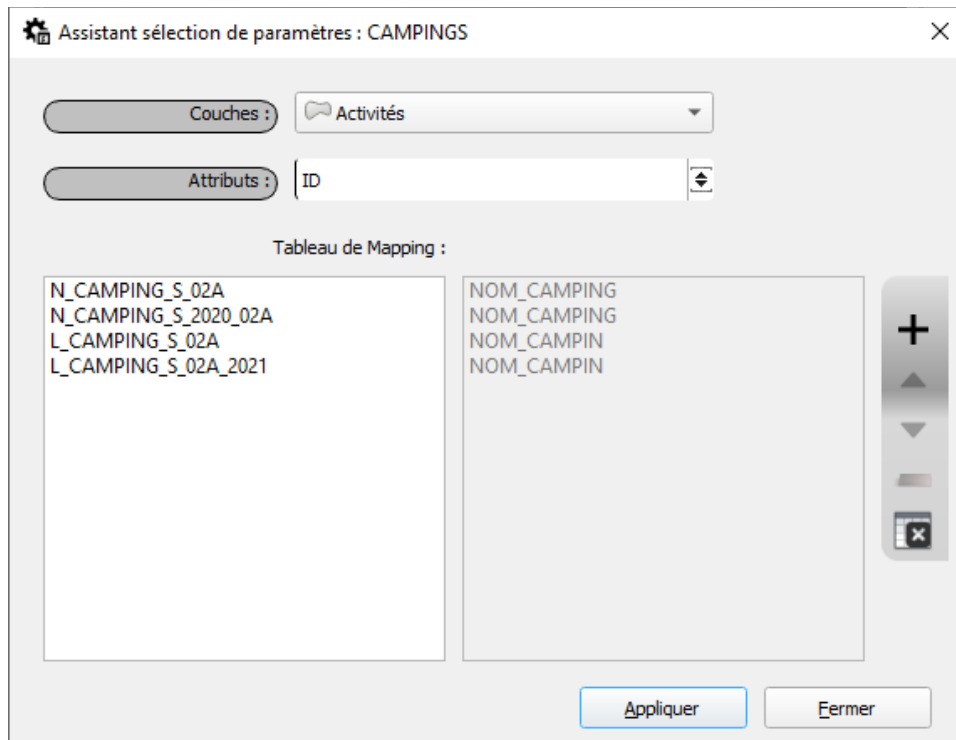 Assistant sélection de paramètres : CAMPINGS
Couches :
Activités
Attributs :
ID
Tableau de Mapping :
N_CAMPING_S_02A
N_CAMPING_S_2020_02A
L_CAMPING_S_02A
L_CAMPING_S_02A_2021
NOM_CAMPING
NOM_CAMPING
NOM_CAMPIN
NOM_CAMPIN
Appliquer
Fermer